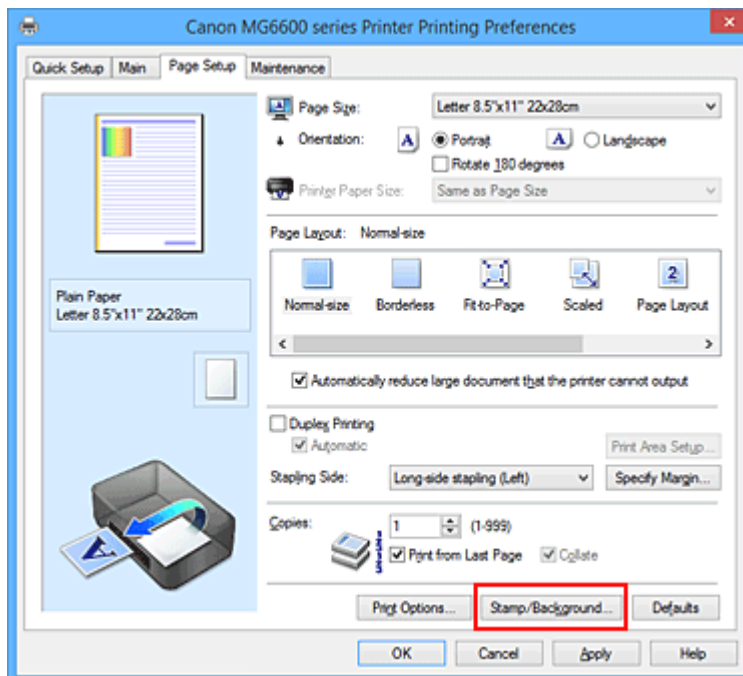 Canon MG6600 series Printer Printing Preferences
Quick Setup Main Page Setup Maintenance
Page Size: Letter 8.5"x11" 22x28cm
Orientation: A Portrait A Landscape
Rotate 180 degrees
Printer Paper Size: Same as Page Size
Page Layout: Normal-size
2
Normal-size Borderless Fit-to-Page Scaled Page Layout
Plain Paper
Letter 8.5"x11" 22x28cm
Automatically reduce large document that the printer cannot output
Duplex Printing
Automatic Print Area Setup...
Stapling Side: Long-side stapling (Left) Specify Margin...
Copies: 1 (1-999)
Print from Last Page Collate
A
Print Options... Stamp/Background... Defaults
OK Cancel Apply Help